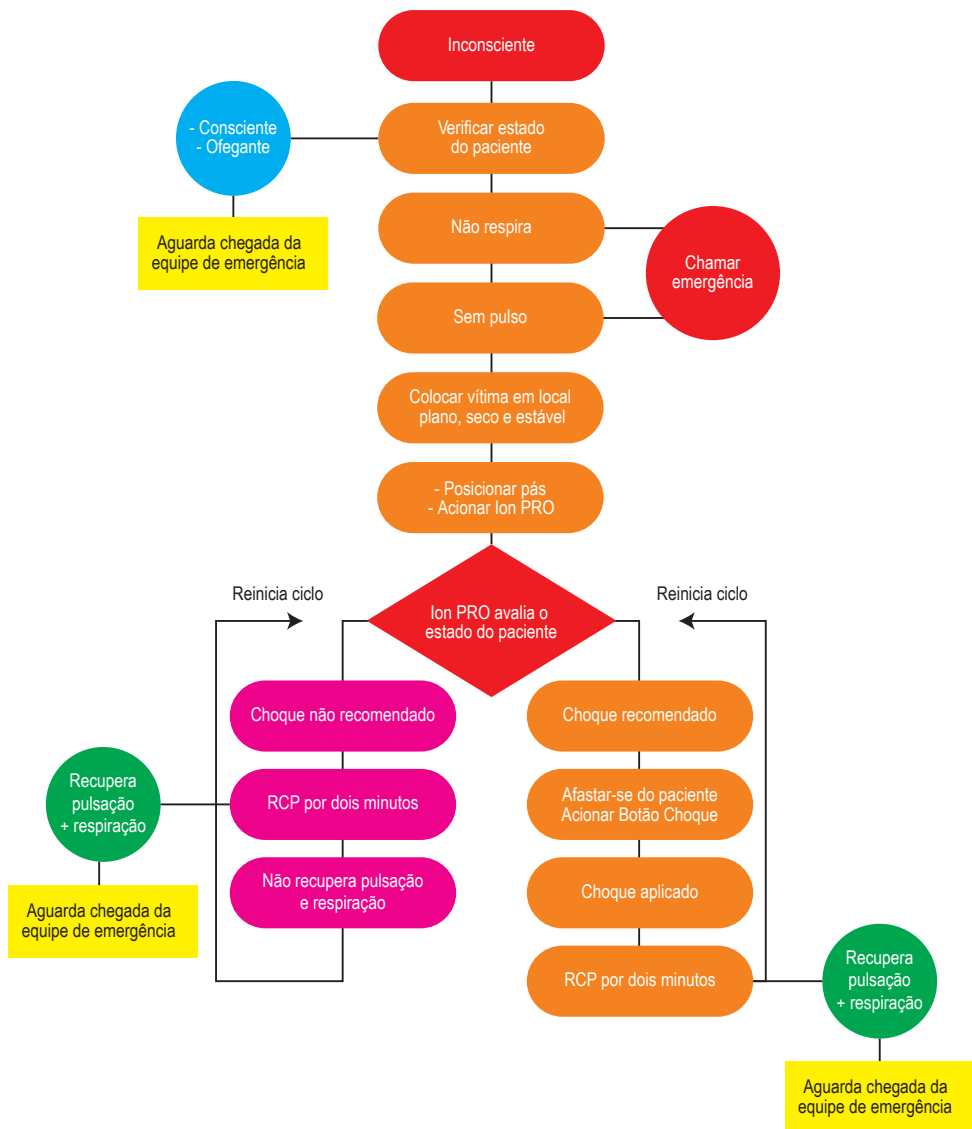 Inconsciente
- Consciente
- Ofegante
Verificar estado
do paciente
Aguarda chegada da
equipe de emergência
Não respira
Chamar
emergência
Sem pulso
Colocar vítima em local
plano, seco e estável
- Posicionar pás
- Acionar Ion PRO
Reinicia ciclo
Ion PRO avalia o
estado do paciente
Reinicia ciclo
Choque não recomendado
Choque recomendado
Recupera
pulsação
+ respiração
RCP por dois minutos
Afastar-se do paciente
Acionar Botão Choque
Aguarda chegada da
equipe de emergência
Não recupera pulsação
e respiração
Choque aplicado
RCP por dois minutos
Recupera
pulsação
+ respiração
Aguarda chegada da
equipe de emergência